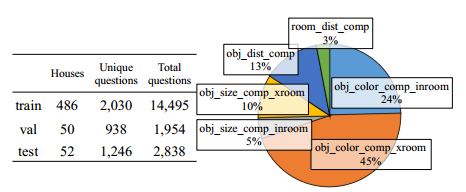 Houses Unique questions Total questions
train 486 2,030 14,495
val 50 938 1,954
test 52 1,246 2,838
room_dist_comp
3%
obj_dist_comp
13%
obj_color_comp_inroom
24%
obj_size_comp_xroom
10%
obj_size_comp_inroom
5%
obj_color_comp_xroom
45%